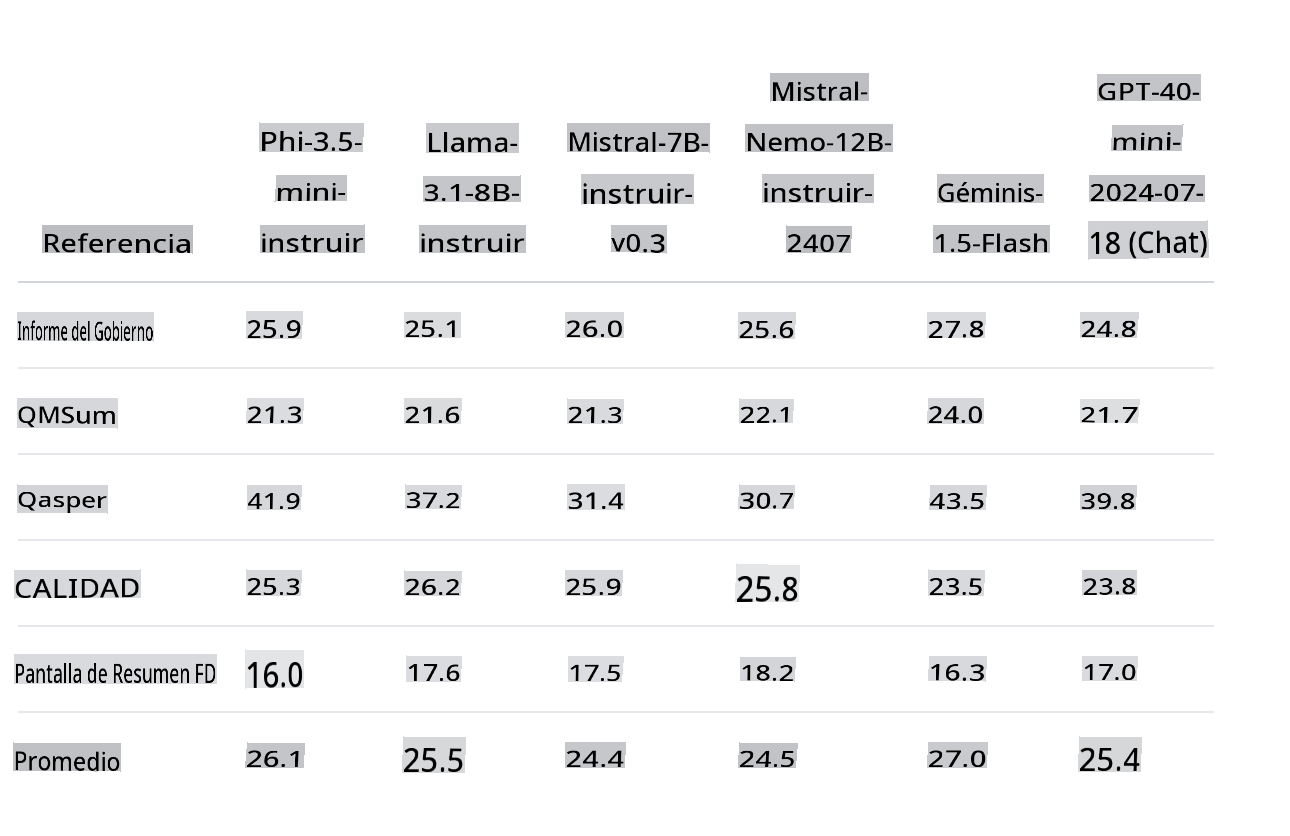 Referencia Phi-3.5-mini-instruir Llama-3.1-8B-instruir Mistral-7B-instruir-v0.3 Mistral-Nemo-12B-instruir-2407 Géminis-1.5-Flash GPT-40-mini-2024-07-18 (Chat)
Informe del Gobierno 25.9 25.1 26.0 25.6 27.8 24.8
QMSum 21.3 21.6 21.3 22.1 24.0 21.7
Qasper 41.9 37.2 31.4 30.7 43.5 39.8
CALIDAD 25.3 26.2 25.9 25.8 23.5 23.8
Pantalla de Resumen FD 16.0 17.6 17.5 18.2 16.3 17.0
Promedio 26.1 25.5 24.4 24.5 27.0 25.4